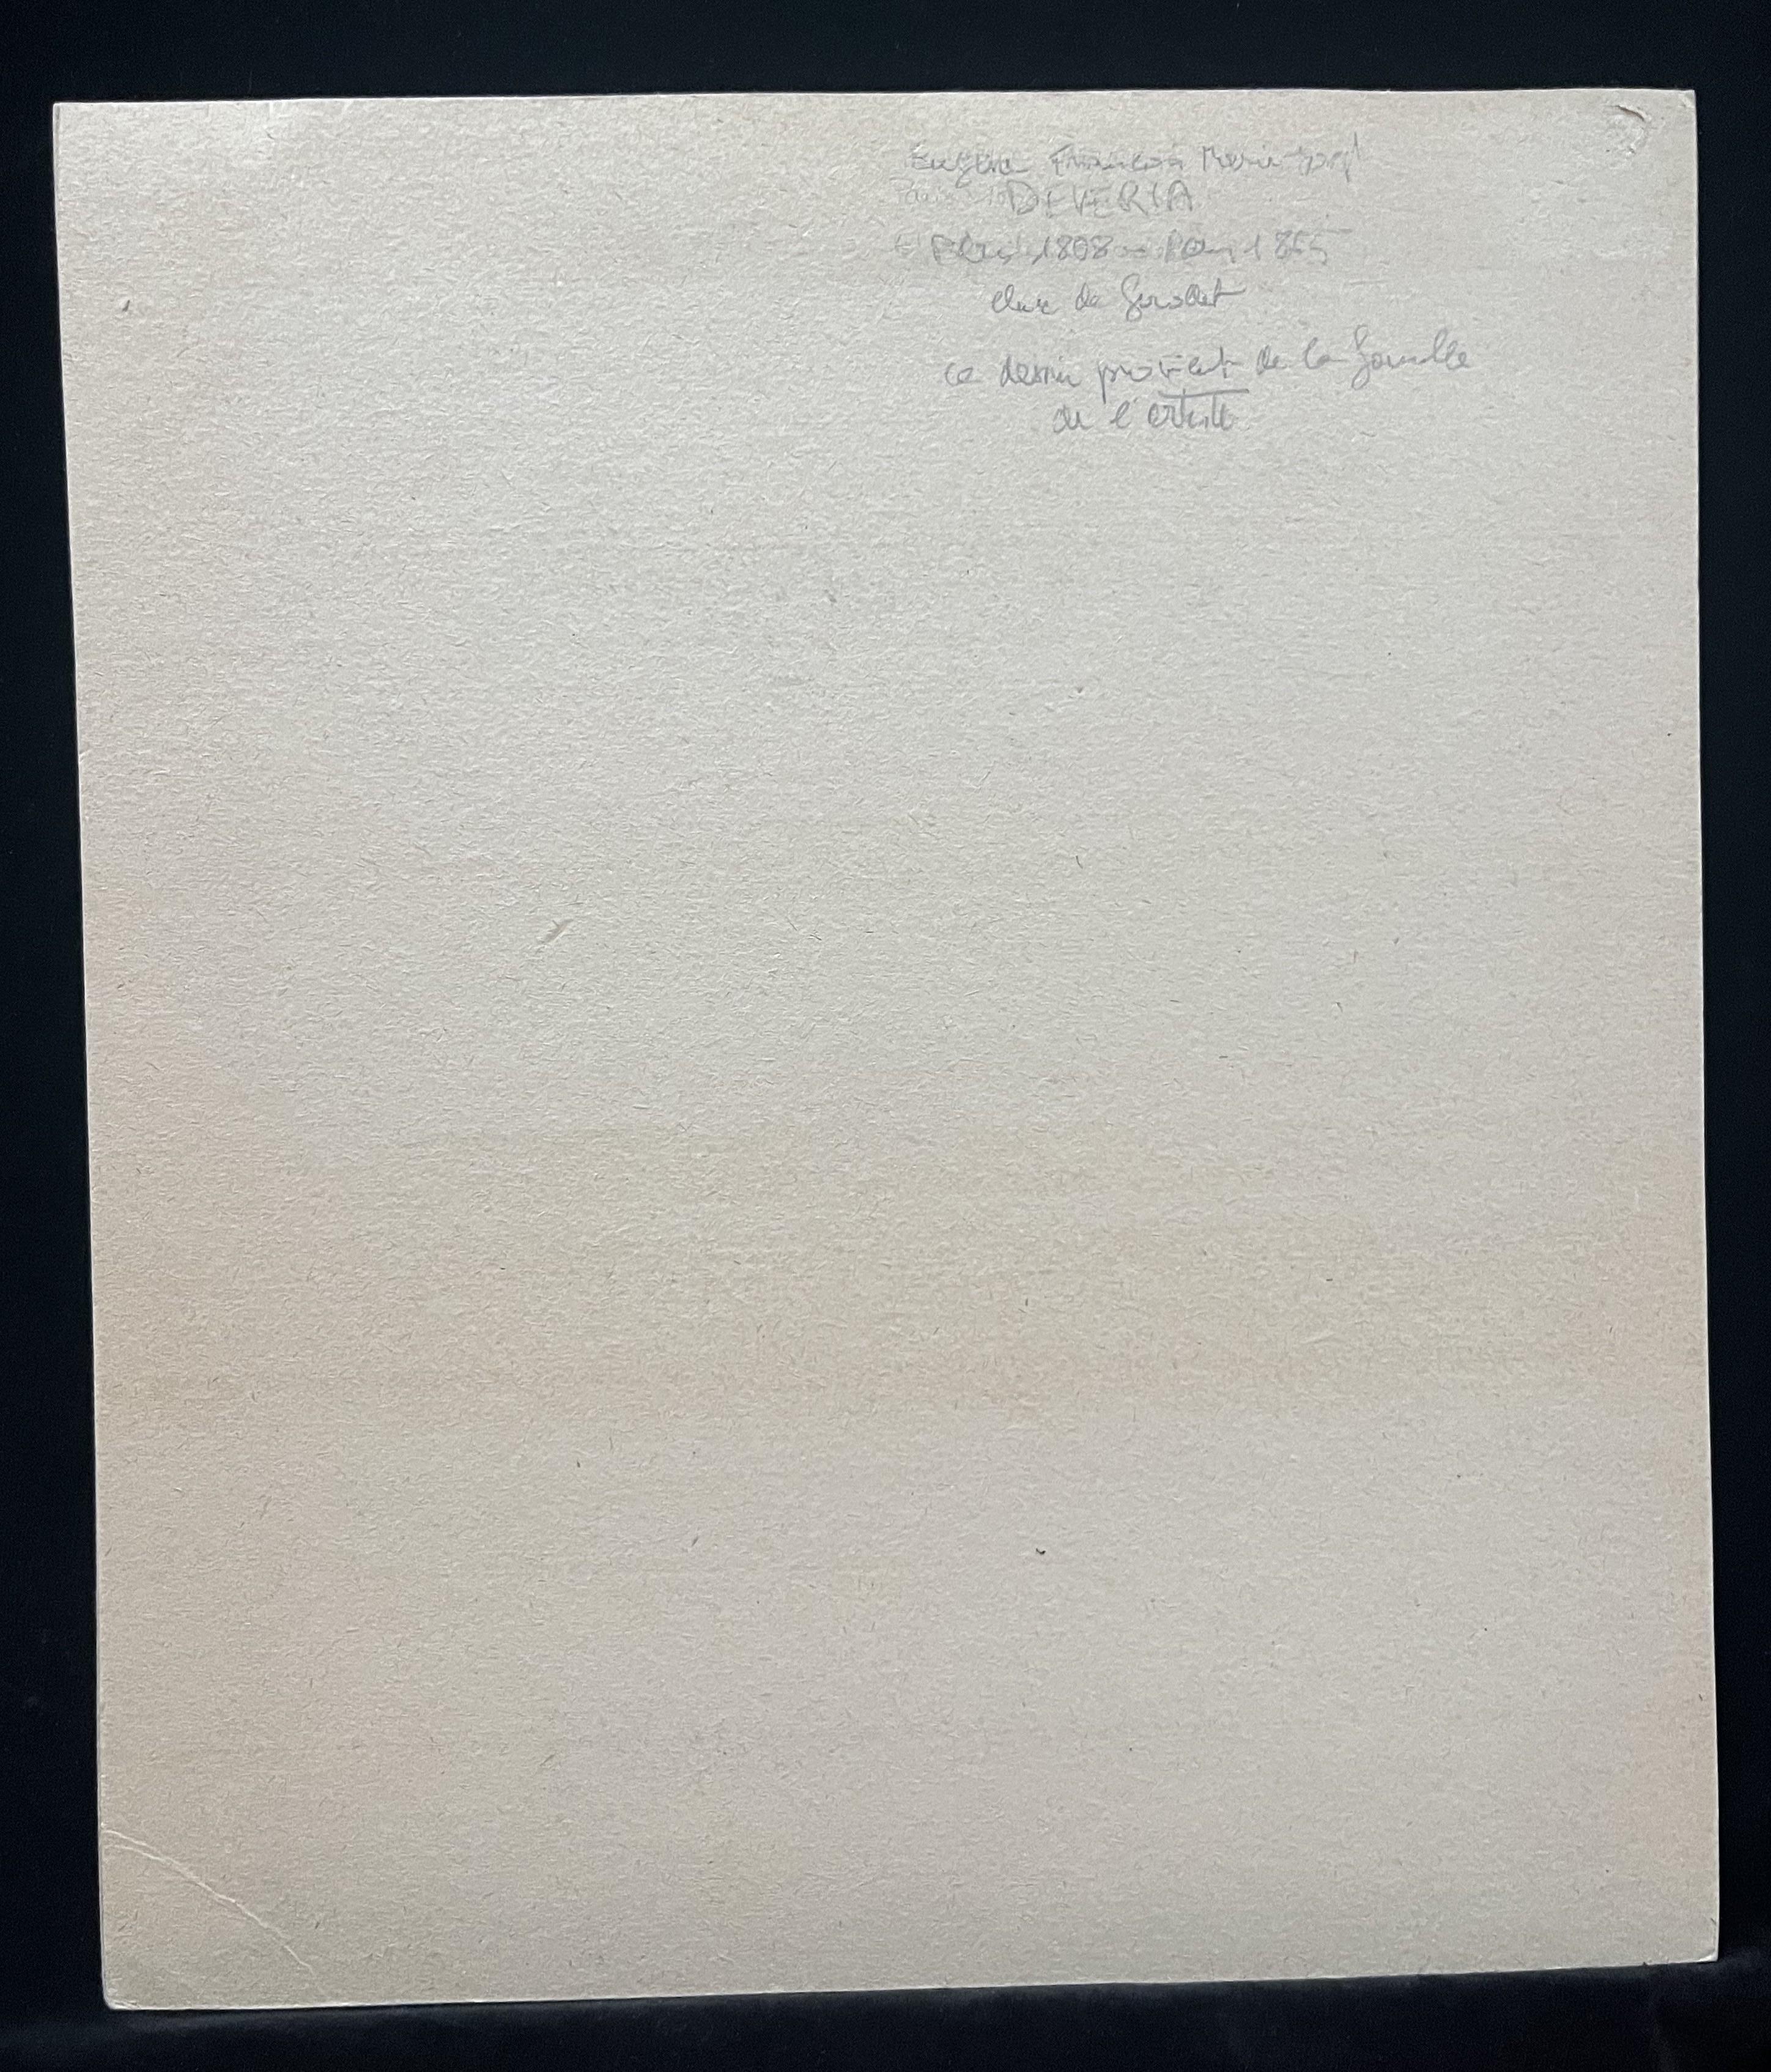 Eugène François Marie Joseph
DEVERIA
Paris 1808 - Pau 1865
élève de Girodet
ce dessin provient de la famille
de l'artiste